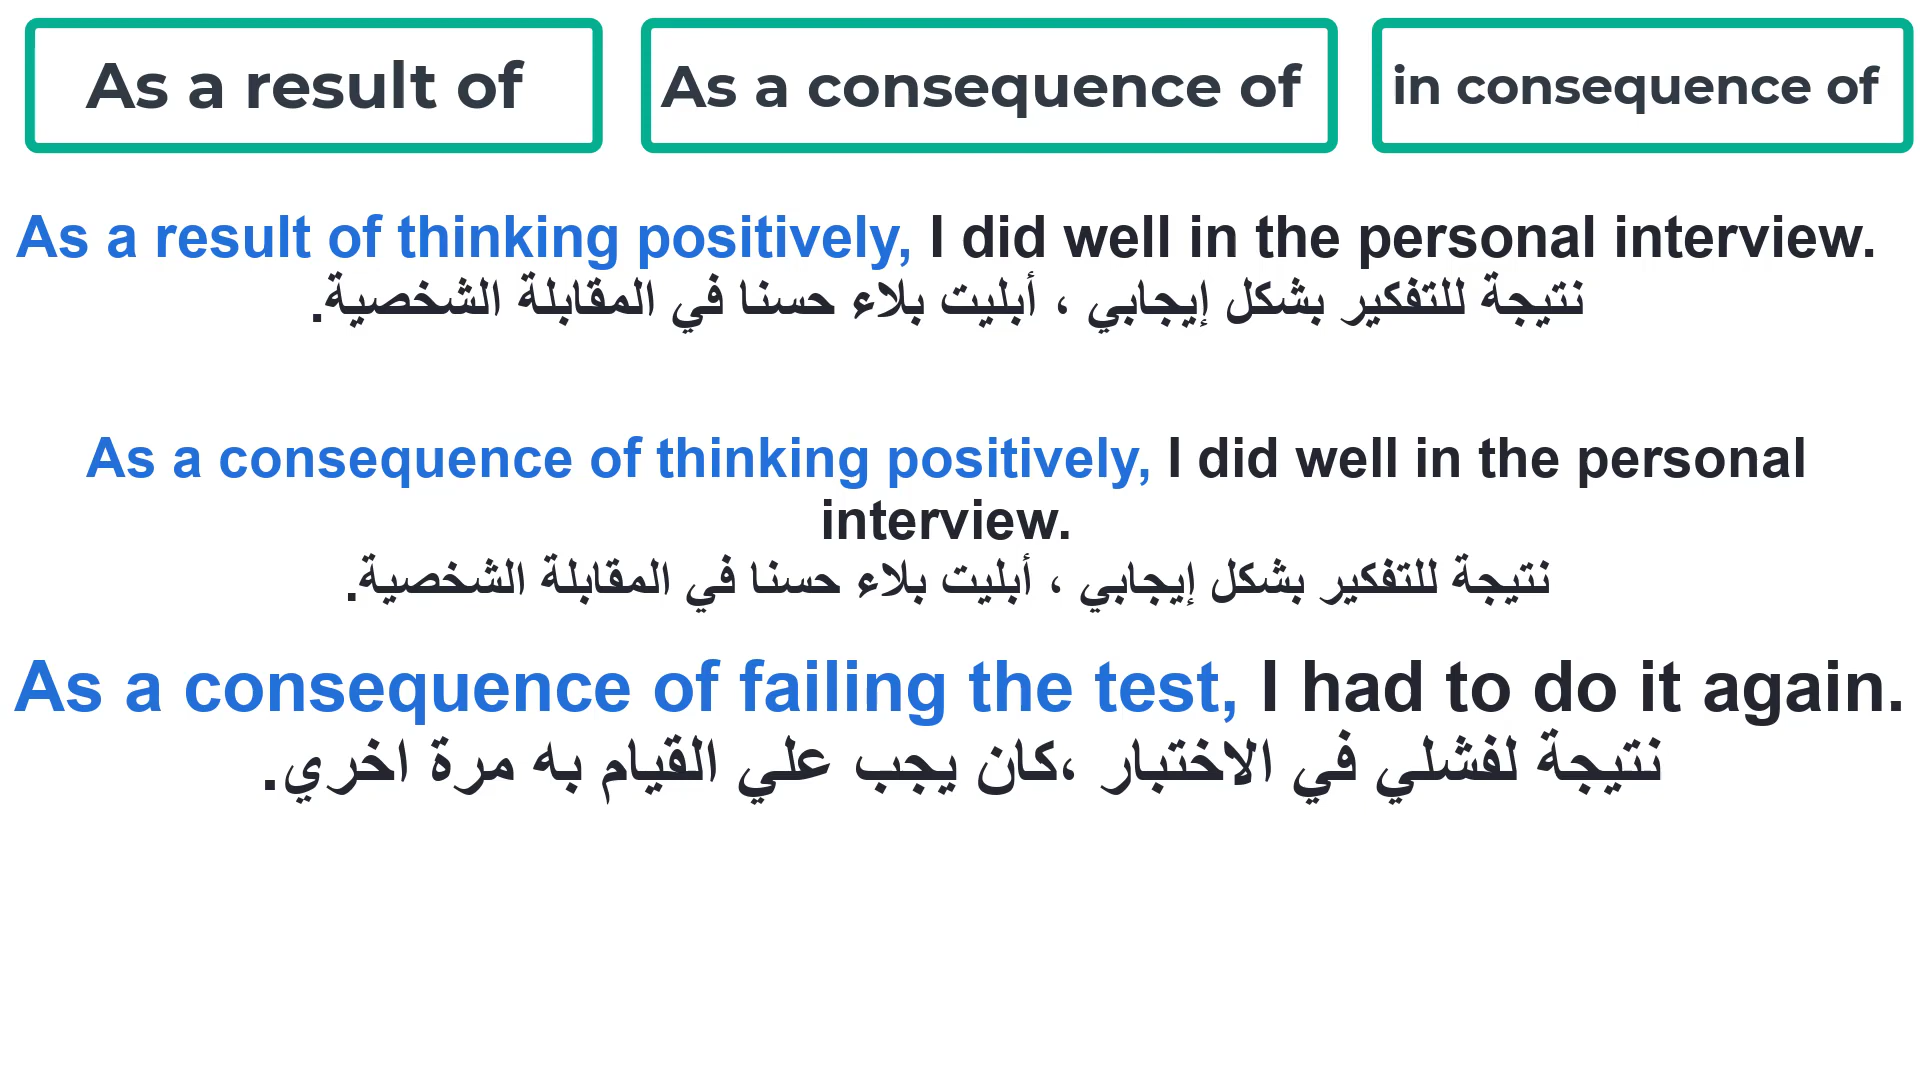 As a result of
As a consequence of
in consequence of
As a result of thinking positively, I did well in the personal interview.
نتيجة للتفكير بشكل إيجابي ، أبليت بلاء حسنا في المقابلة الشخصية.
As a consequence of thinking positively, I did well in the personal
interview.
نتيجة للتفكير بشكل إيجابي ، أبليت بلاء حسنا في المقابلة الشخصية.
As a consequence of failing the test, I had to do it again.
نتيجة لفشلي في الاختبار ،كان يجب علي القيام به مرة اخري.